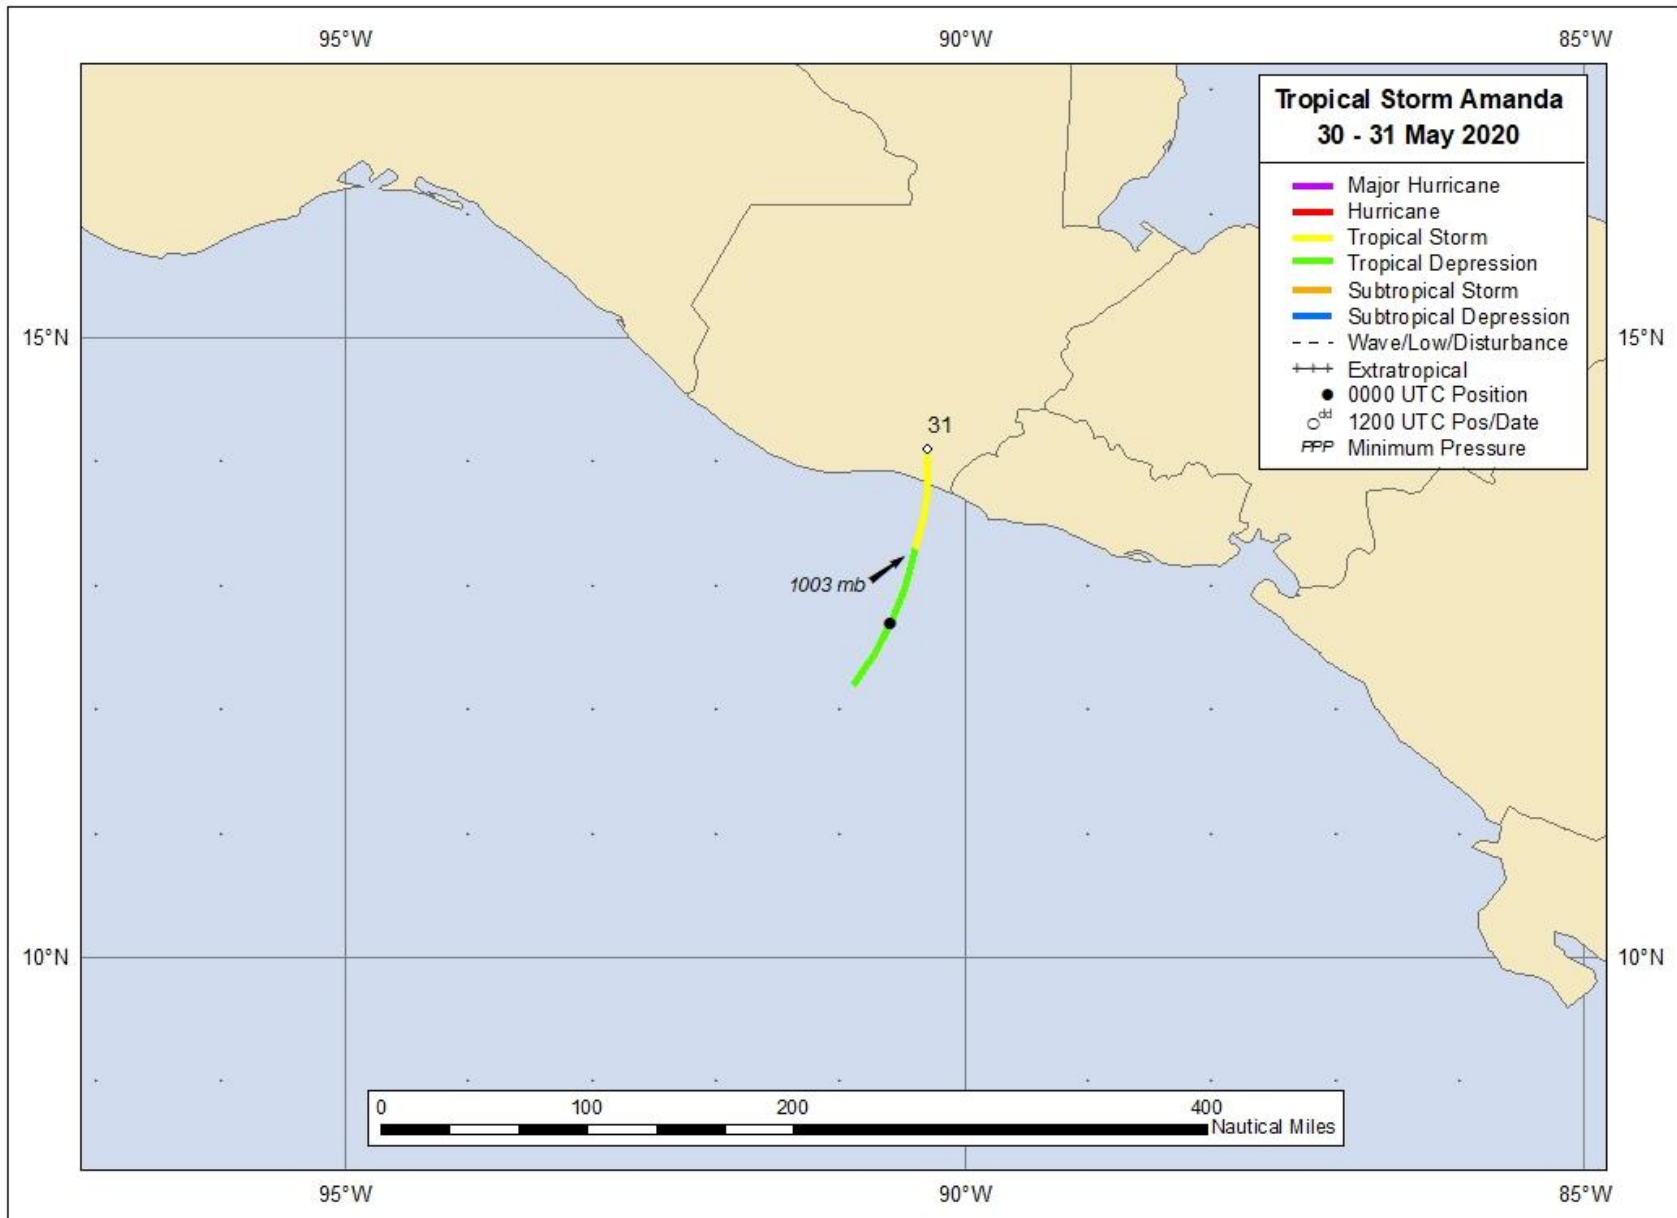 95°W 90°W 85°W
Tropical Storm Amanda
30 - 31 May 2020
Major Hurricane
Hurricane
Tropical Storm
Tropical Depression
Subtropical Storm
Subtropical Depression
Wave/Low/Disturbance
Extratropical
0000 UTC Position
dd 1200 UTC Pos/Date
PPP Minimum Pressure
15°N 15°N
31
1003 mb
10°N 10°N
0 100 200 400
Nautical Miles
95°W 90°W 85°W